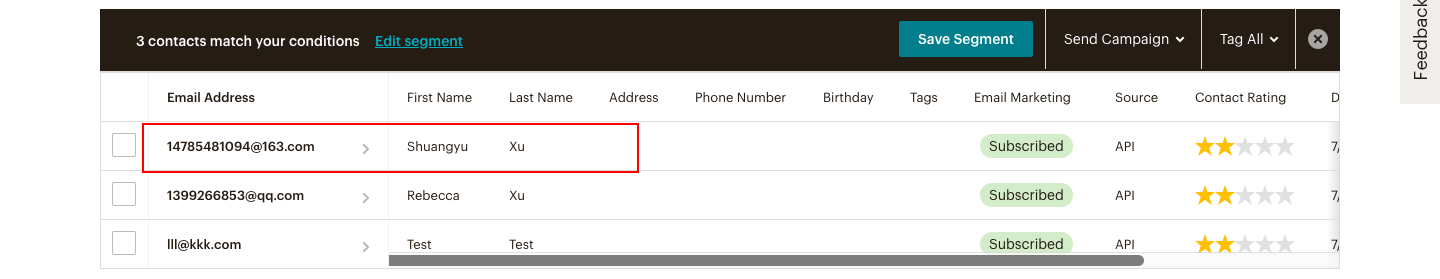 3 contacts match your conditions Edit segment Save Segment Send Campaign Tag All
Feedback
Email Address First Name Last Name Address Phone Number Birthday Tags Email Marketing Source Contact Rating D
14785481094@163.com Shuangyu Xu Subscribed API 7/
1399266853@qq.com Rebecca Xu Subscribed API 7/
lll@kkk.com Test Test Subscribed API 7/